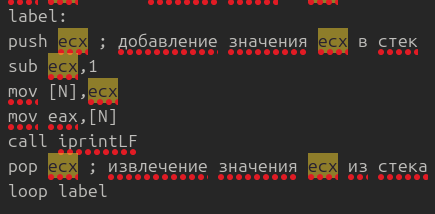 label:
push ecx ; добавление значения ecx в стек
sub ecx,1
mov [N],ecx
mov eax,[N]
call iprintLF
pop ecx ; извлечение значения ecx из стека
loop label